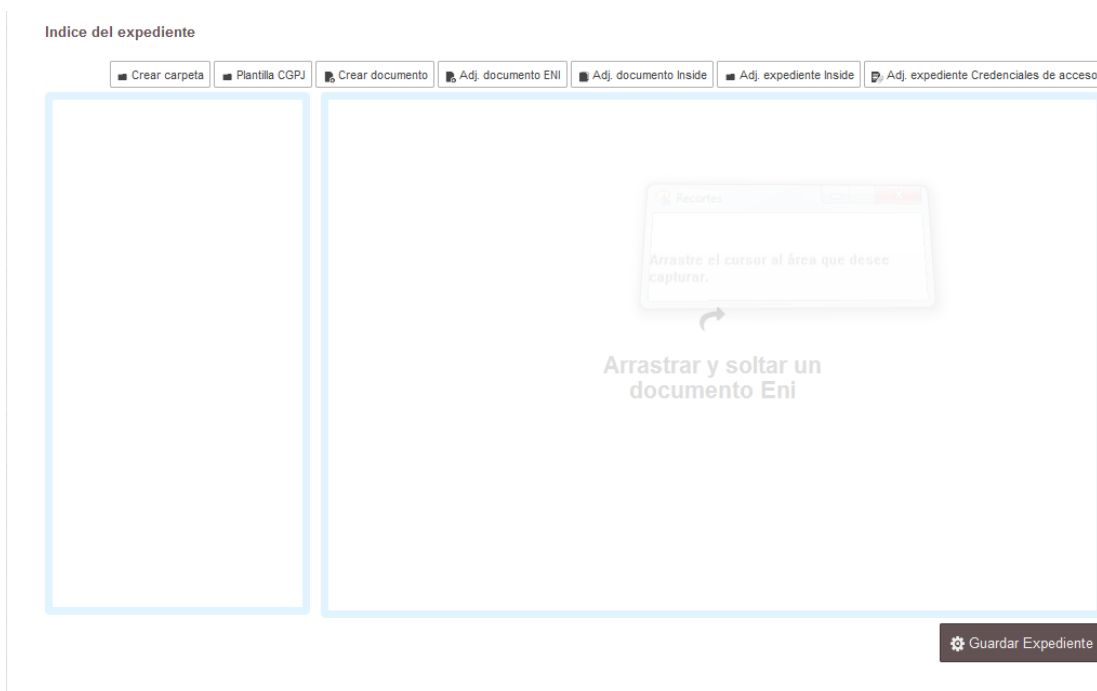 Indice del expediente
Crear carpeta Plantilla CGPJ Crear documento Adj. documento ENI Adj. documento Inside Adj. expediente Inside Adj. expediente Credenciales de acceso
Recortes
Arrastre el cursor al área que desee
capturar.
Arrastrar y soltar un
documento Eni
Guardar Expediente